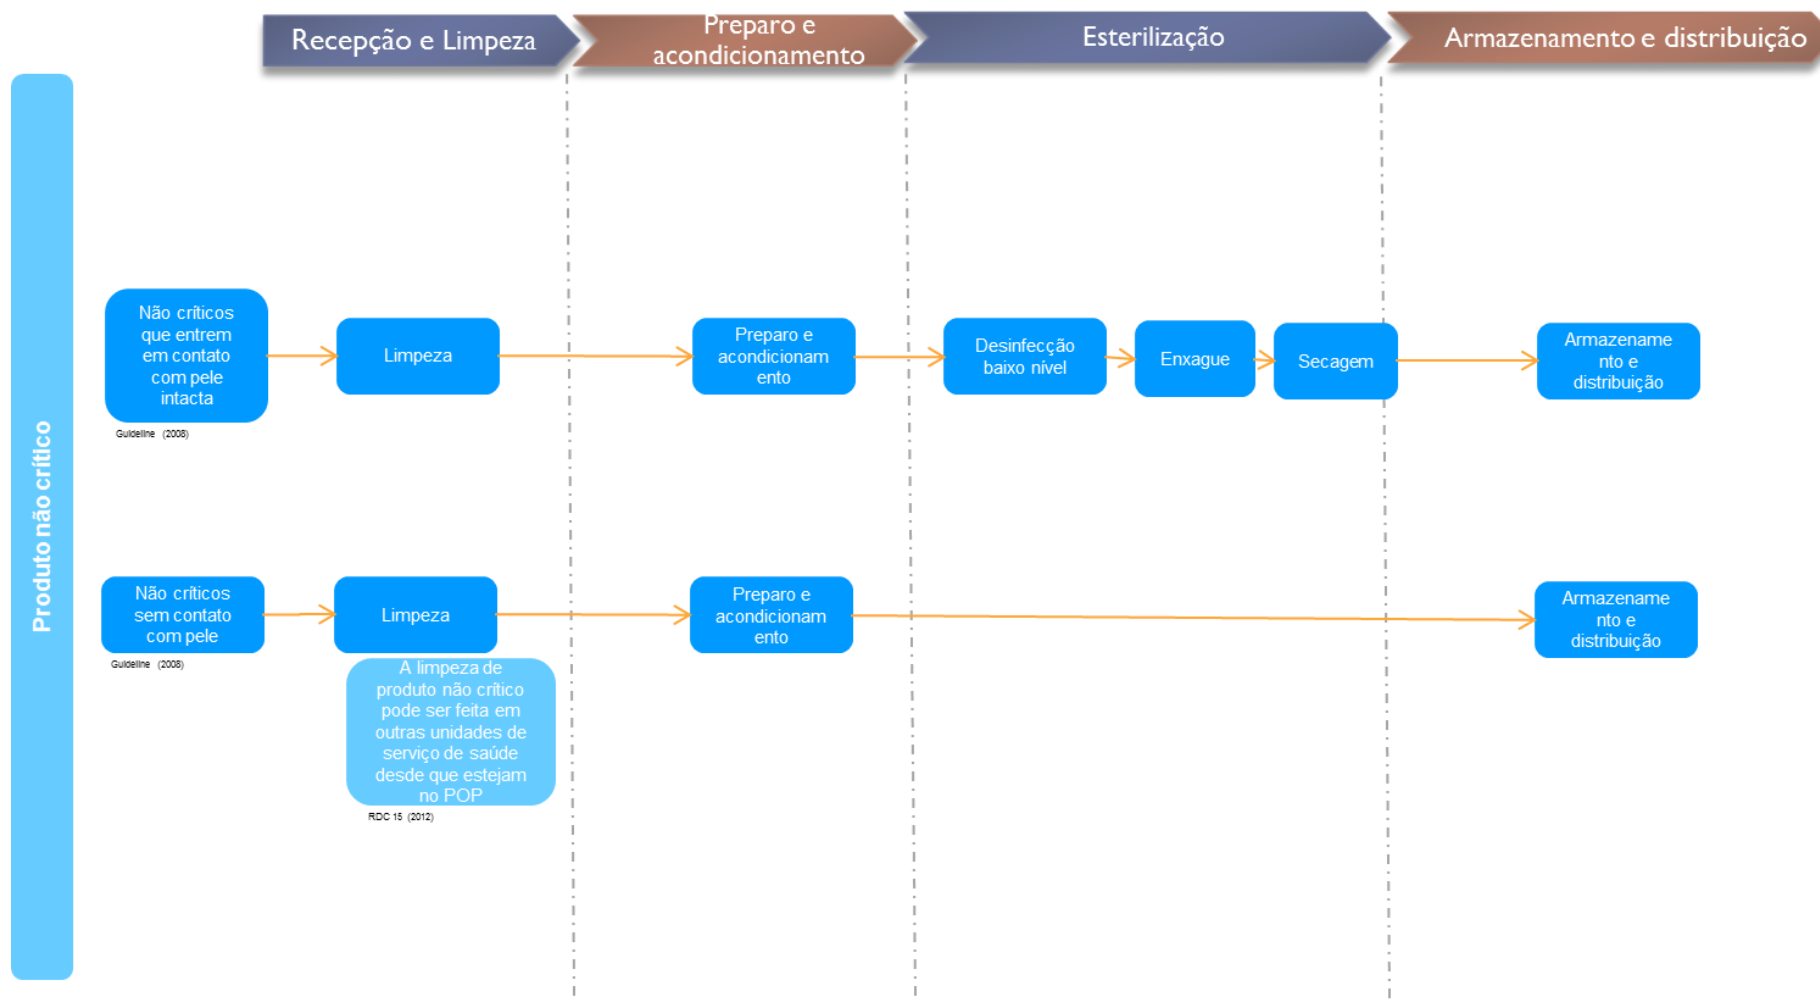 Recepção e Limpeza
Preparo e
acondicionamento
Esterilização
Armazenamento e distribuição
Produto não crítico
Não críticos
que entrem
em contato
com pele
intacta
Guideline (2008)
Limpeza
Preparo e
acondicionam
ento
Desinfecção
baixo nível
Enxague
Secagem
Armazename
nto e
distribuição
Não críticos
sem contato
com pele
Guideline (2008)
Limpeza
A limpeza de
produto não crítico
pode ser feita em
outras unidades de
serviço de saúde
desde que estejam
no POP
RDC 15 (2012)
Preparo e
acondicionam
ento
Armazename
nto e
distribuição